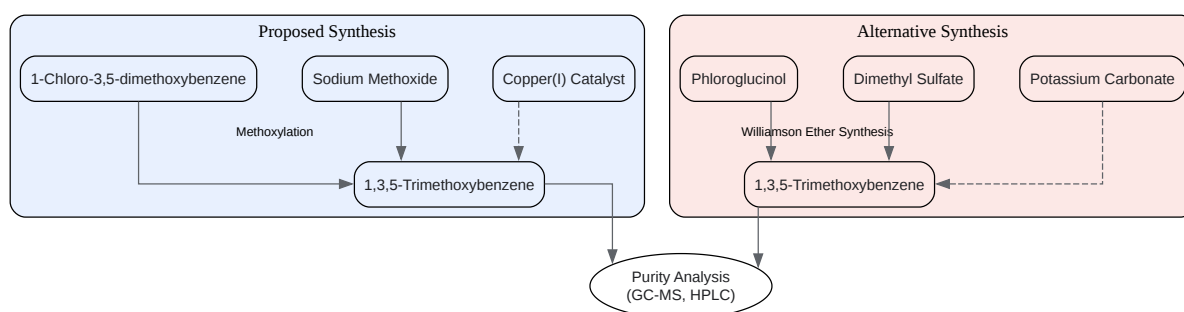 Proposed Synthesis
1-Chloro-3,5-dimethoxybenzene
Sodium Methoxide
Copper(I) Catalyst
Methoxylation
1,3,5-Trimethoxybenzene
Alternative Synthesis
Phloroglucinol
Dimethyl Sulfate
Potassium Carbonate
Williamson Ether Synthesis
1,3,5-Trimethoxybenzene
Purity Analysis
(GC-MS, HPLC)